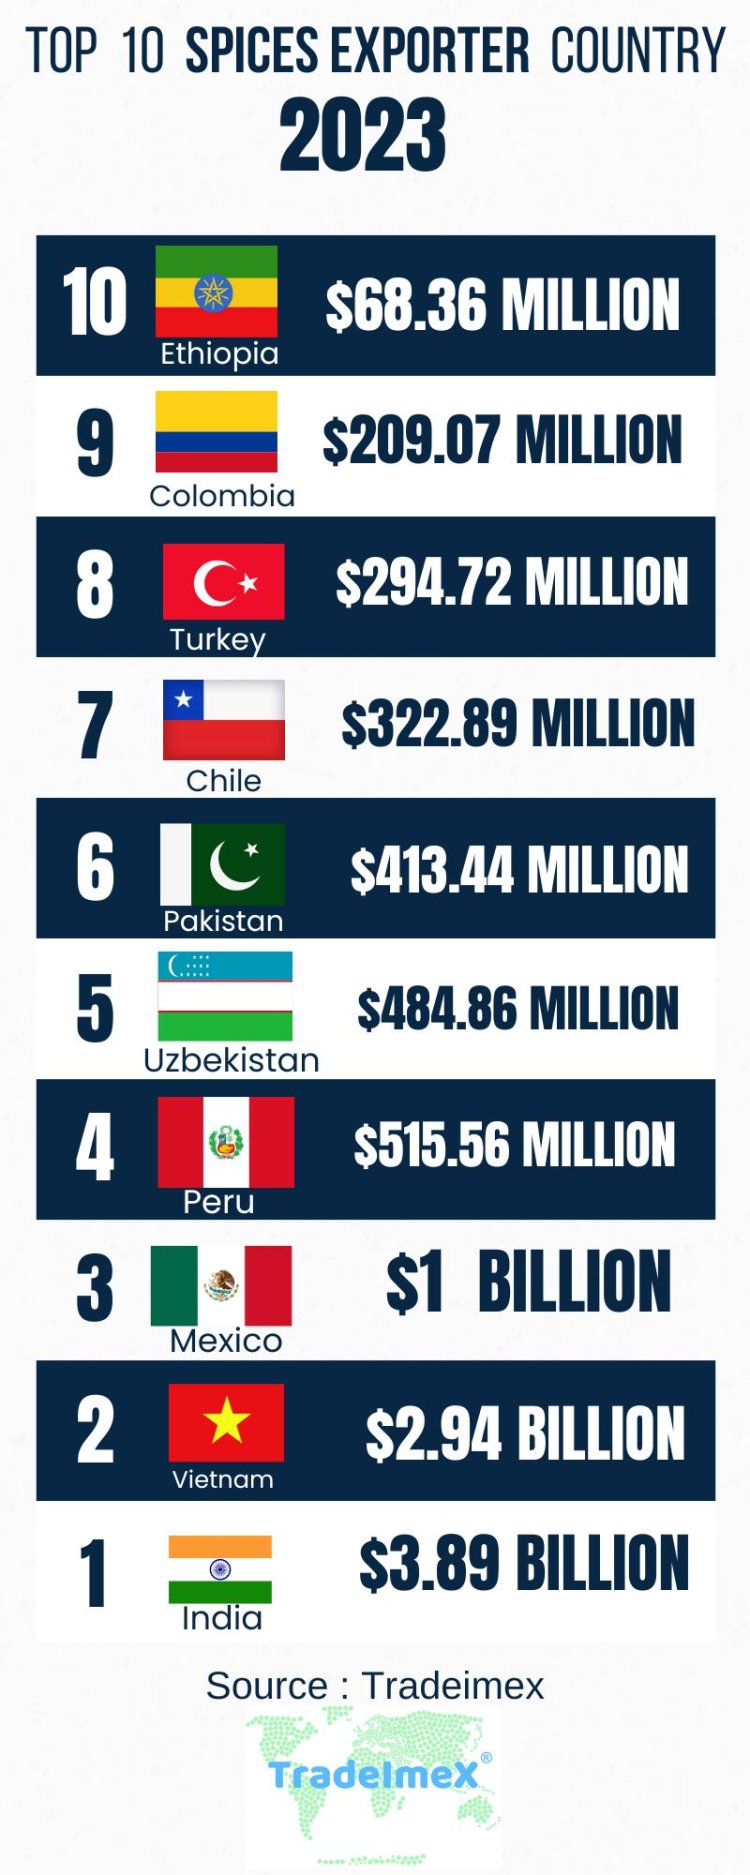 TOP 10 SPICES EXPORTER COUNTRY
2023
10
Ethiopia
$68.36 MILLION
9
Colombia
$209.07 MILLION
8
Turkey
$294.72 MILLION
7
Chile
$322.89 MILLION
6
Pakistan
$413.44 MILLION
5
Uzbekistan
$484.86 MILLION
4
Peru
$515.56 MILLION
3
Mexico
$1 BILLION
2
Vietnam
$2.94 BILLION
1
India
$3.89 BILLION
Source : Tradeimex
TradeImeX®